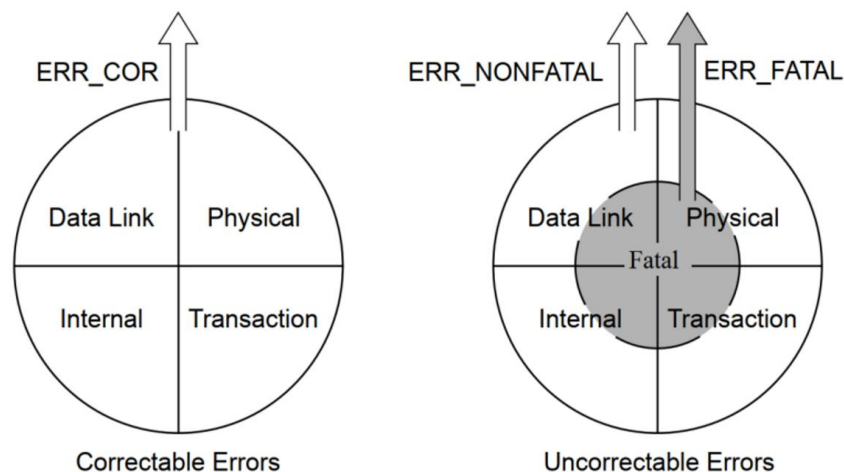 ERR_COR
ERR_NONFATAL
ERR_FATAL
Data Link
Physical
Internal
Transaction
Correctable Errors
Data Link
Physical
Fatal
Internal
Transaction
Uncorrectable Errors